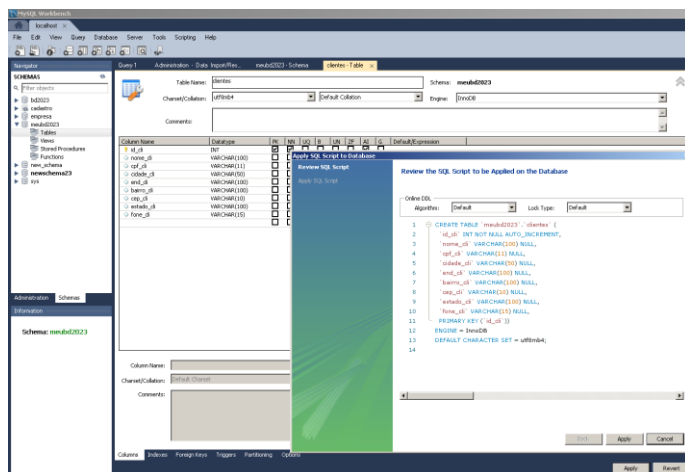 MySQL Workbench
localhost
File Edit View Query Database Server Tools Scripting Help
Navigator
SCHEMAS
Filter objects
bd2023
cadastro
empresa
meubd2023
Tables
Views
Stored Procedures
Functions
new_schema
newschema23
sys
Administration Schemas
Information
Schema: meubd2023
Query 1 Administration - Data Import/Res... meubd2023 - Schema clientes - Table
Table Name: clientes Schema: meubd2023
Charset/Collation: utf8mb4 Default Collation Engine: InnoDB
Comments:
Column Name Datatype PK NN UQ B UN ZF AI G Default/Expression
id_cli INT
nome_cli VARCHAR(100)
cpf_cli VARCHAR(11)
cidade_cli VARCHAR(50)
end_cli VARCHAR(100)
bairro_cli VARCHAR(100)
cep_cli VARCHAR(10)
estado_cli VARCHAR(100)
fone_cli VARCHAR(15)
Column Name:
Charset/Collation: Default Charset
Comments:
Columns Indexes Foreign Keys Triggers Partitioning Options
Apply Revert
Apply SQL Script to Database
Review SQL Script
Apply SQL Script
Review the SQL Script to be Applied on the Database
Online DDL
Algorithm: Default Lock Type: Default
1 CREATE TABLE `meubd2023`.`clientes` (
2 `id_cli` INT NOT NULL AUTO_INCREMENT,
3 `nome_cli` VARCHAR(100) NULL,
4 `cpf_cli` VARCHAR(11) NULL,
5 `cidade_cli` VARCHAR(50) NULL,
6 `end_cli` VARCHAR(100) NULL,
7 `bairro_cli` VARCHAR(100) NULL,
8 `cep_cli` VARCHAR(10) NULL,
9 `estado_cli` VARCHAR(100) NULL,
10 `fone_cli` VARCHAR(15) NULL,
11 PRIMARY KEY (`id_cli`))
12 ENGINE = InnoDB
13 DEFAULT CHARACTER SET = utf8mb4;
14
Back Apply Cancel